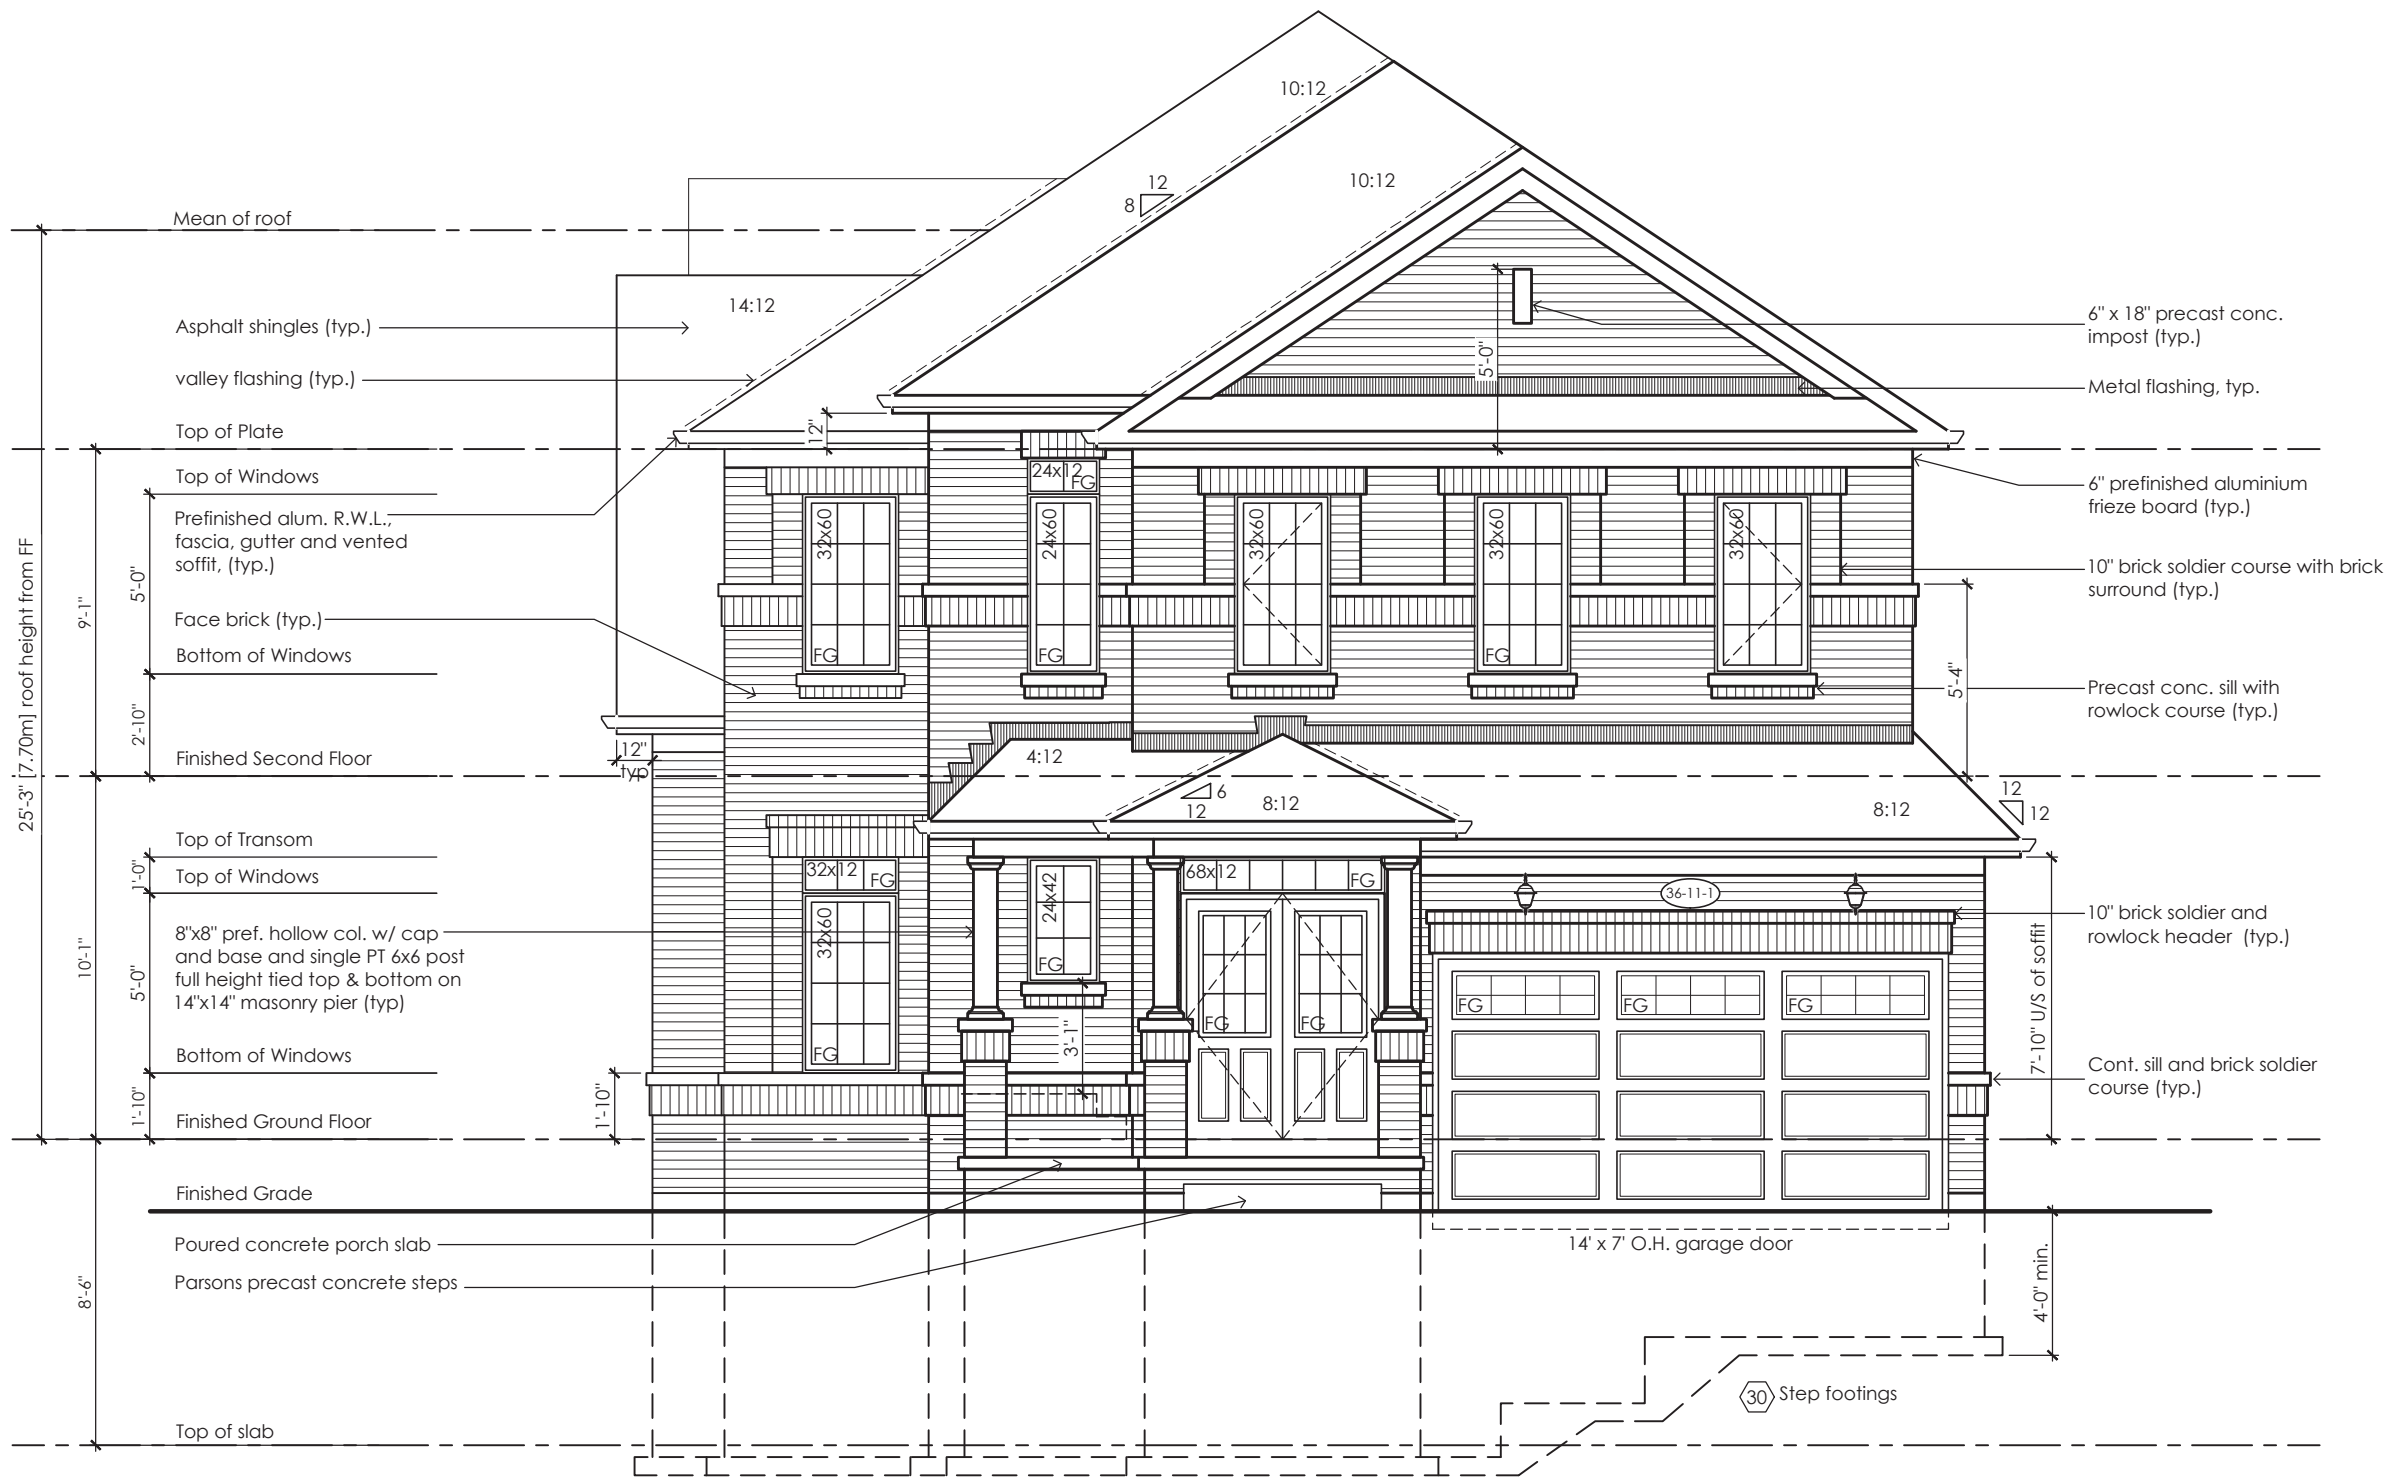 10:12
10:12
12
8
Mean of roof
14:12
Asphalt shingles (typ.)
valley flashing (typ.)
6" x 18" precast conc.
impost (typ.)
5'-0"
Metal flashing, typ.
Top of Plate
12"
Top of Windows
24x12
FG
6" prefinished aluminium
frieze board (typ.)
Prefinished alum. R.W.L.,
fascia, gutter and vented
soffit, (typ.)
32x60
24x60
32x60
32x60
32x60
10" brick soldier course with brick
surround (typ.)
5'-0"
9'-1"
Face brick (typ.)
25'-3" [7.70m] roof height from FF
Bottom of Windows
FG
FG
FG
5'-4"
Precast conc. sill with
rowlock course (typ.)
2'-10"
Finished Second Floor
12"
typ
4:12
6
12
8:12
8:12
12
12
Top of Transom
1'-0"
Top of Windows
32x12
FG
68x12
FG
36-11-1
24x42
FG
32x60
8"x8" pref. hollow col. w/ cap
and base and single PT 6x6 post
full height tied top & bottom on
14"x14" masonry pier (typ)
10" brick soldier and
rowlock header (typ.)
10'-1"
5'-0"
7'-10" U/S of soffit
FG
FG
FG
FG
FG
3'-1"
Bottom of Windows
FG
Cont. sill and brick soldier
course (typ.)
1'-10"
1'-10"
Finished Ground Floor
Finished Grade
Poured concrete porch slab
14' x 7' O.H. garage door
Parsons precast concrete steps
8'-6"
4'-0" min.
30
Step footings
Top of slab